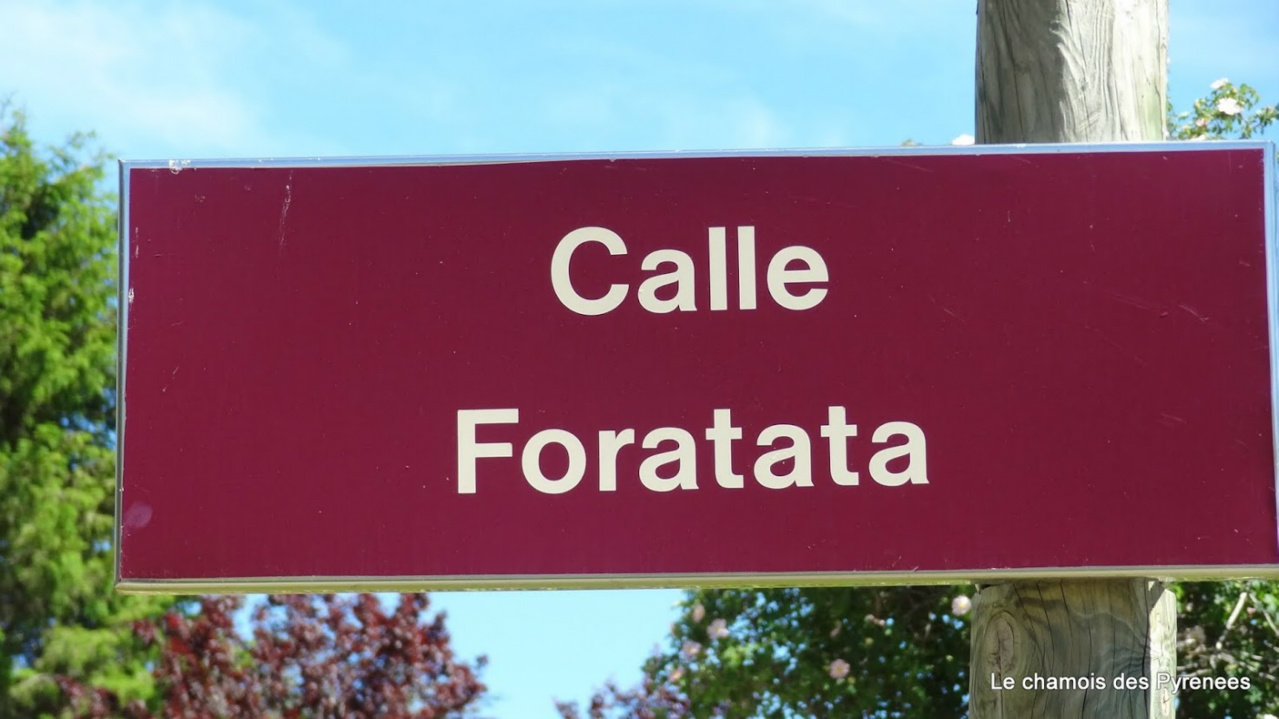 Calle
Foratata
Le chamois des Pyrenees